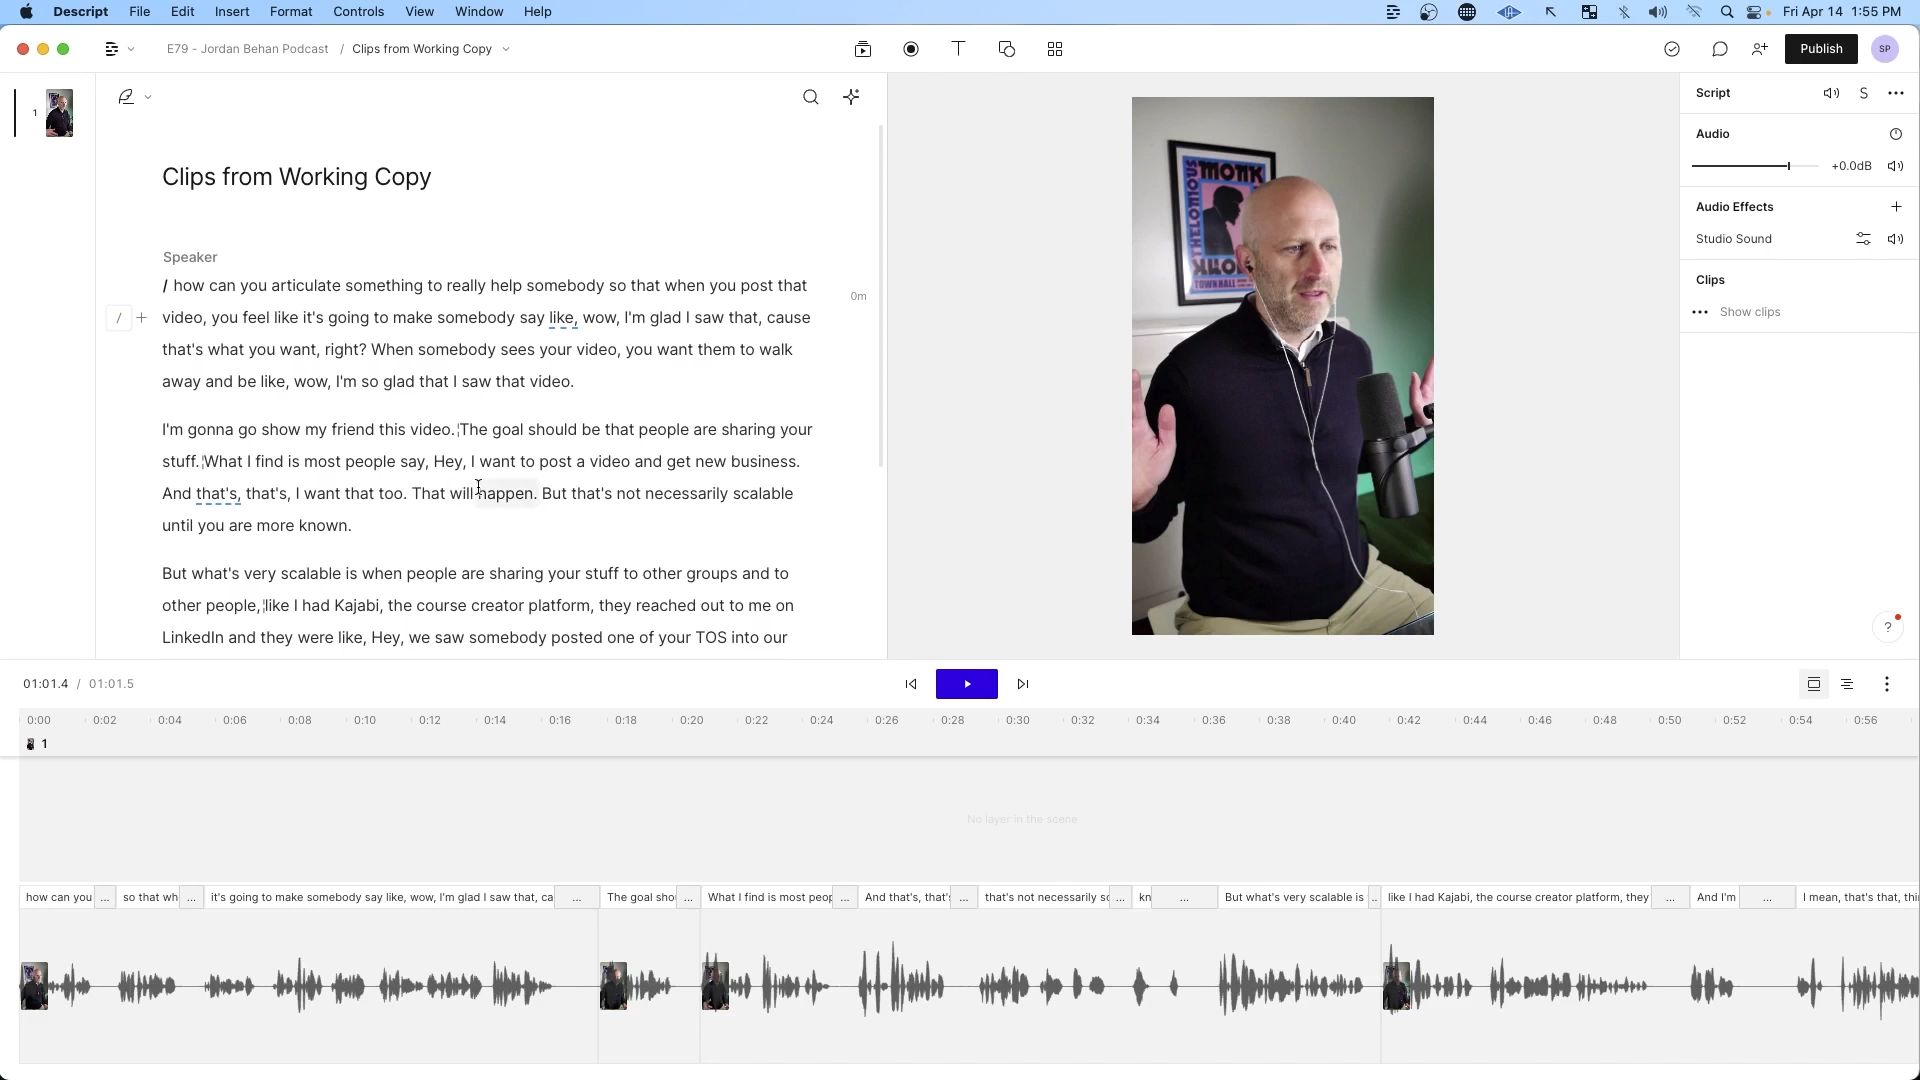 Descript File Edit Insert Format Controls View Window Help Fri Apr 14 1:55 PM
E79 - Jordan Behan Podcast / Clips from Working Copy Publish SP
1
Clips from Working Copy
Speaker
/ how can you articulate something to really help somebody so that when you post that
0m
/ + video, you feel like it's going to make somebody say like, wow, I'm glad I saw that, cause
that's what you want, right? When somebody sees your video, you want them to walk
away and be like, wow, I'm so glad that I saw that video.
I'm gonna go show my friend this video. The goal should be that people are sharing your
stuff. What I find is most people say, Hey, I want to post a video and get new business.
And that's, that's, I want that too. That will happen. But that's not necessarily scalable
until you are more known.
But what's very scalable is when people are sharing your stuff to other groups and to
other people, like I had Kajabi, the course creator platform, they reached out to me on
LinkedIn and they were like, Hey, we saw somebody posted one of your TOS into our
MONK
THELONIOUS
TOWN HALL
Script S
Audio
+0.0dB
Audio Effects +
Studio Sound
Clips
Show clips
?
01:01.4 / 01:01.5
0:00 0:02 0:04 0:06 0:08 0:10 0:12 0:14 0:16 0:18 0:20 0:22 0:24 0:26 0:28 0:30 0:32 0:34 0:36 0:38 0:40 0:42 0:44 0:46 0:48 0:50 0:52 0:54 0:56
1
No layer in the scene
how can you ... so that wh ... it's going to make somebody say like, wow, I'm glad I saw that, ca ... The goal shou ... What I find is most peop ... And that's, that' ... that's not necessarily sc ... kn ... But what's very scalable is .. like I had Kajabi, the course creator platform, they ... And I'm ... I mean, that's that, thi